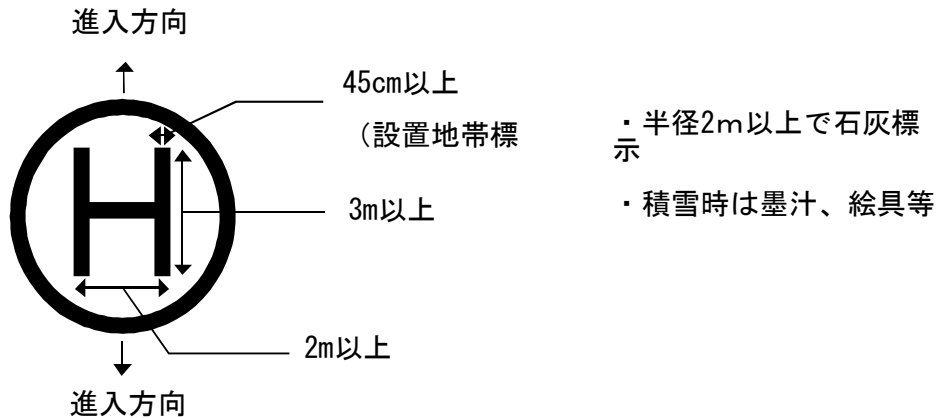 進入方向
45cm以上
（設置地帯標
・半径2ｍ以上で石灰標
示
3m以上
・積雪時は墨汁、絵具等
H
2m以上
進入方向